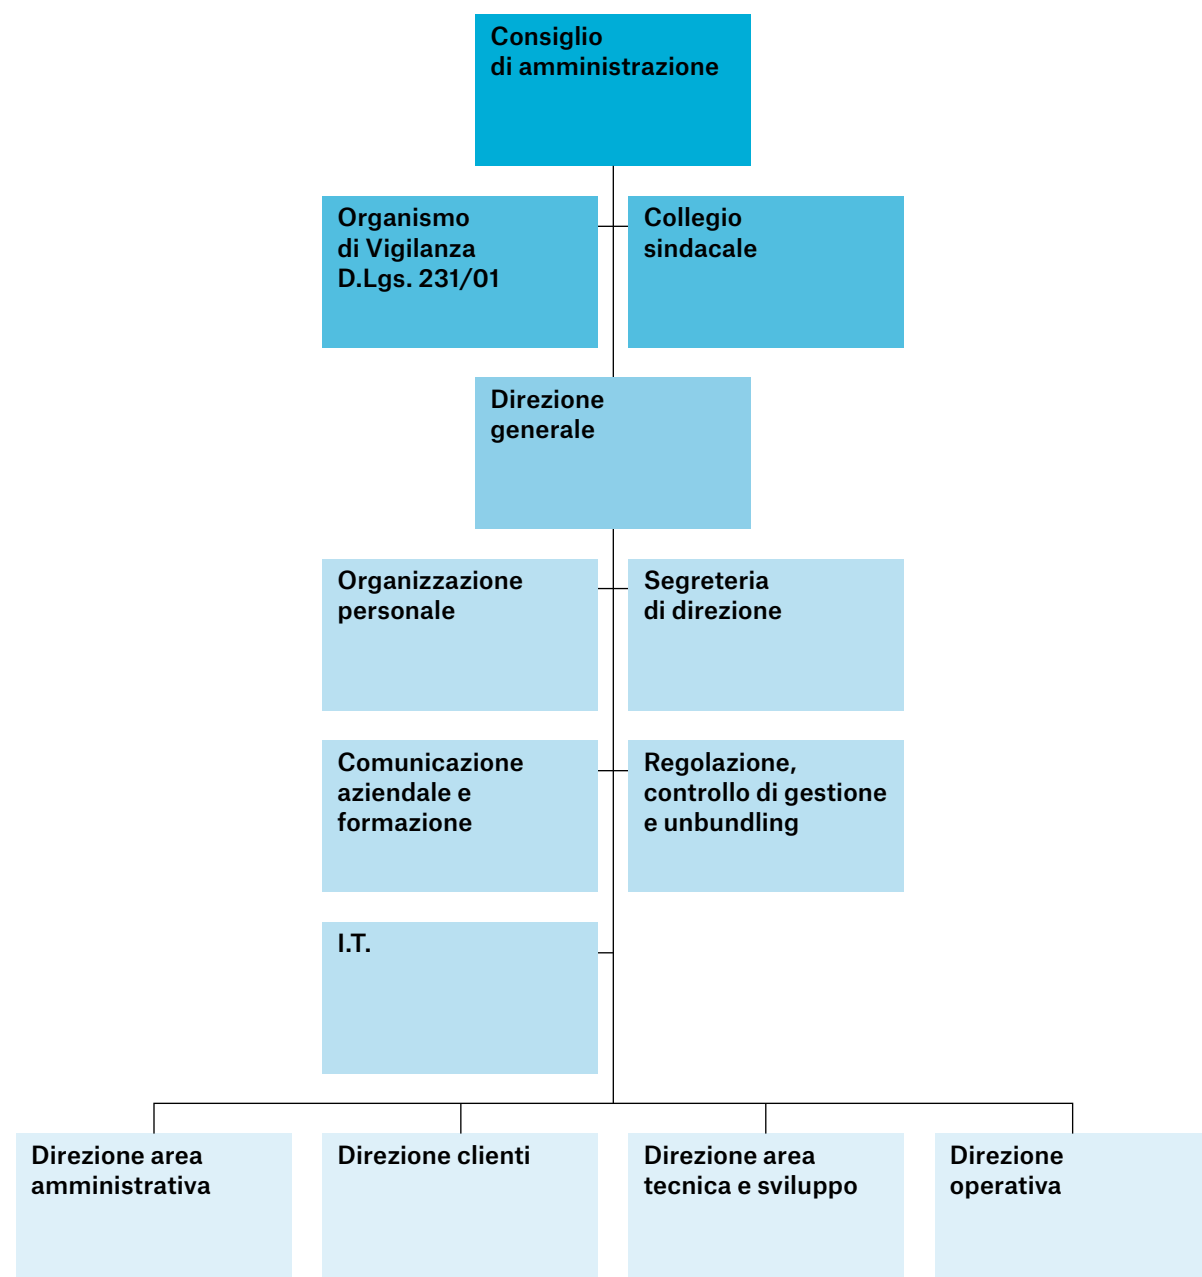 Consiglio
di amministrazione
Organismo
di Vigilanza
D.Lgs. 231/01
Collegio
sindacale
Direzione
generale
Organizzazione
personale
Segreteria
di direzione
Comunicazione
aziendale e
formazione
Regolazione,
controllo di gestione
e unbundling
I.T.
Direzione area
amministrativa
Direzione clienti
Direzione area
tecnica e sviluppo
Direzione
operativa